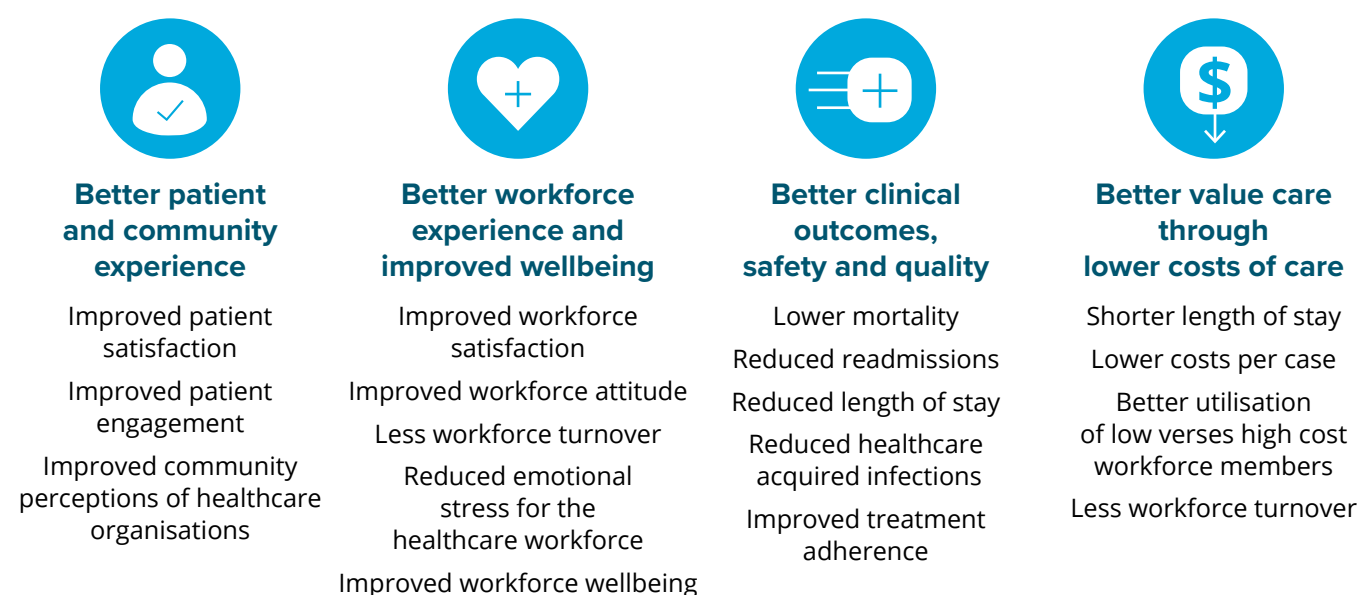 Better patient
and community
experience
Improved patient
satisfaction
Improved patient
engagement
Improved community
perceptions of healthcare
organisations
Better workforce
experience and
improved wellbeing
Improved workforce
satisfaction
Improved workforce attitude
Less workforce turnover
Reduced emotional
stress for the
healthcare workforce
Improved workforce wellbeing
Better clinical
outcomes,
safety and quality
Lower mortality
Reduced readmissions
Reduced length of stay
Reduced healthcare
acquired infections
Improved treatment
adherence
$
Better value care
through
lower costs of care
Shorter length of stay
Lower costs per case
Better utilisation
of low verses high cost
workforce members
Less workforce turnover